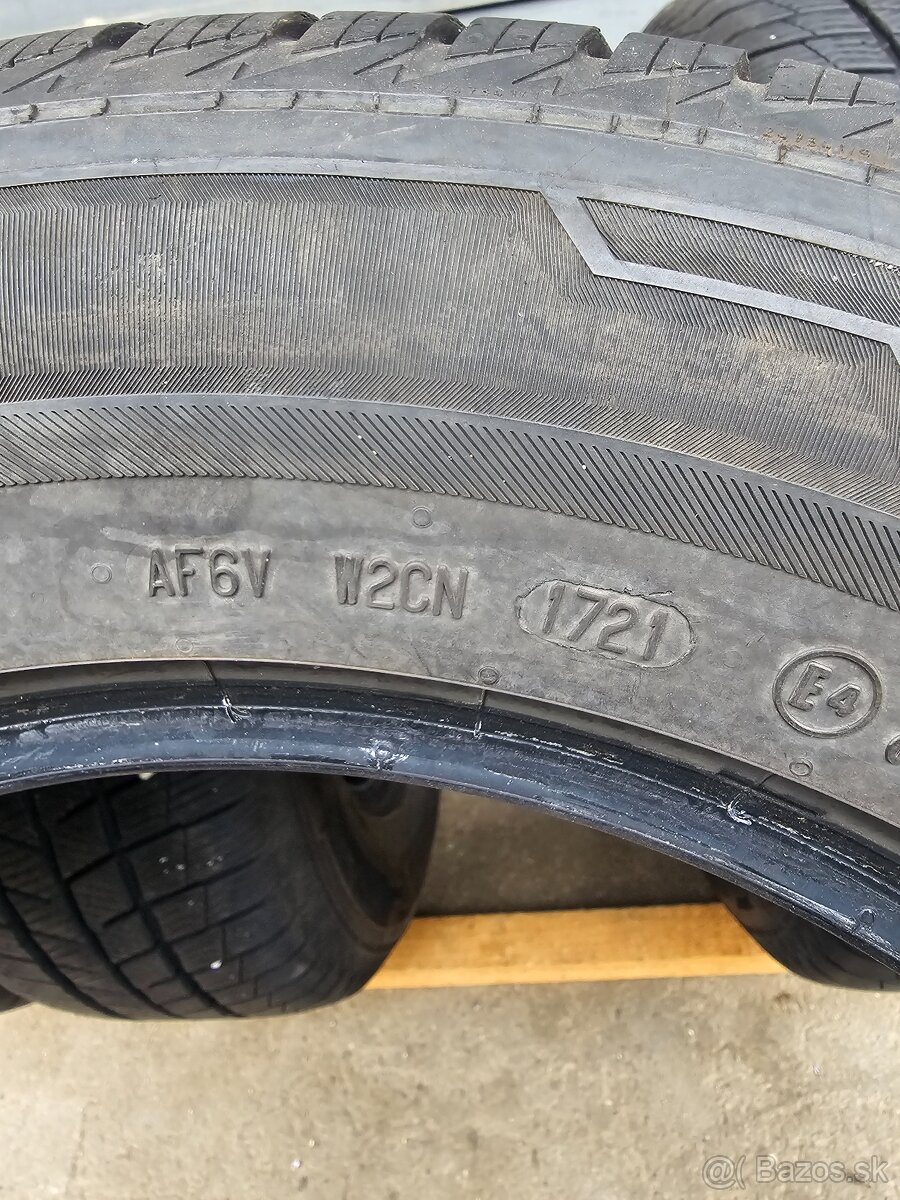 AF6V W2CN 1721
E4
@( Bazos.sk